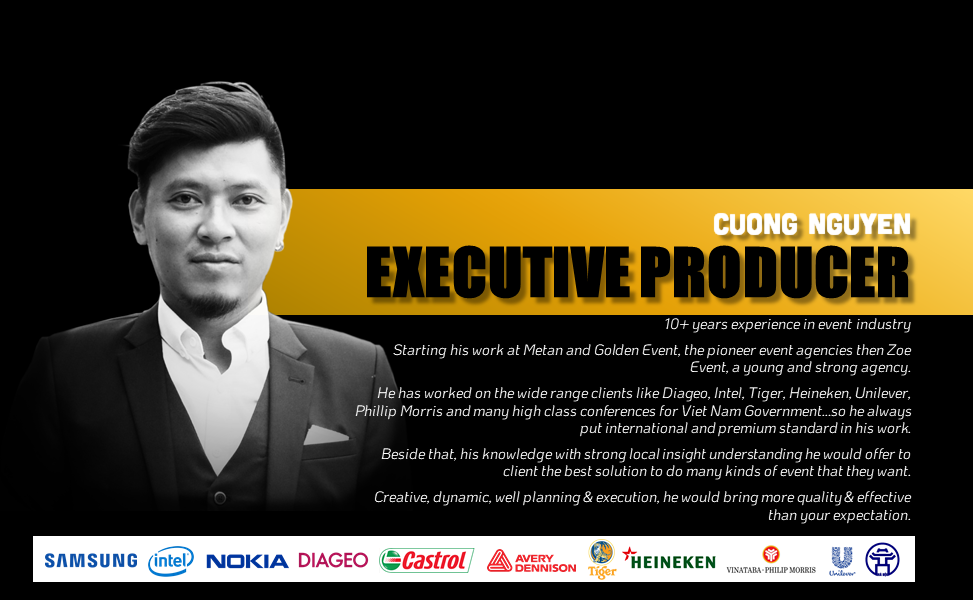 CUONG NGUYEN
EXECUTIVE PRODUCER
10+ years experience in event industry
Starting his work at Metan and Golden Event, the pioneer event agencies then Zoe
Event, a young and strong agency.
He has worked on the wide range clients like Diageo, Intel, Tiger, Heineken, Unilever,
Phillip Morris and many high class conferences for Viet Nam Government...so he always
put international and premium standard in his work.
Beside that, his knowledge with strong local insight understanding he would offer to
client the best solution to do many kinds of event that they want.
Creative, dynamic, well planning & execution, he would bring more quality & effective
than your expectation.
SAMSUNG intel NOKIA DIAGEO Castrol AVERY DENNISON Tiger HEINEKEN VINATABA-PHILIP MORRIS Unilever